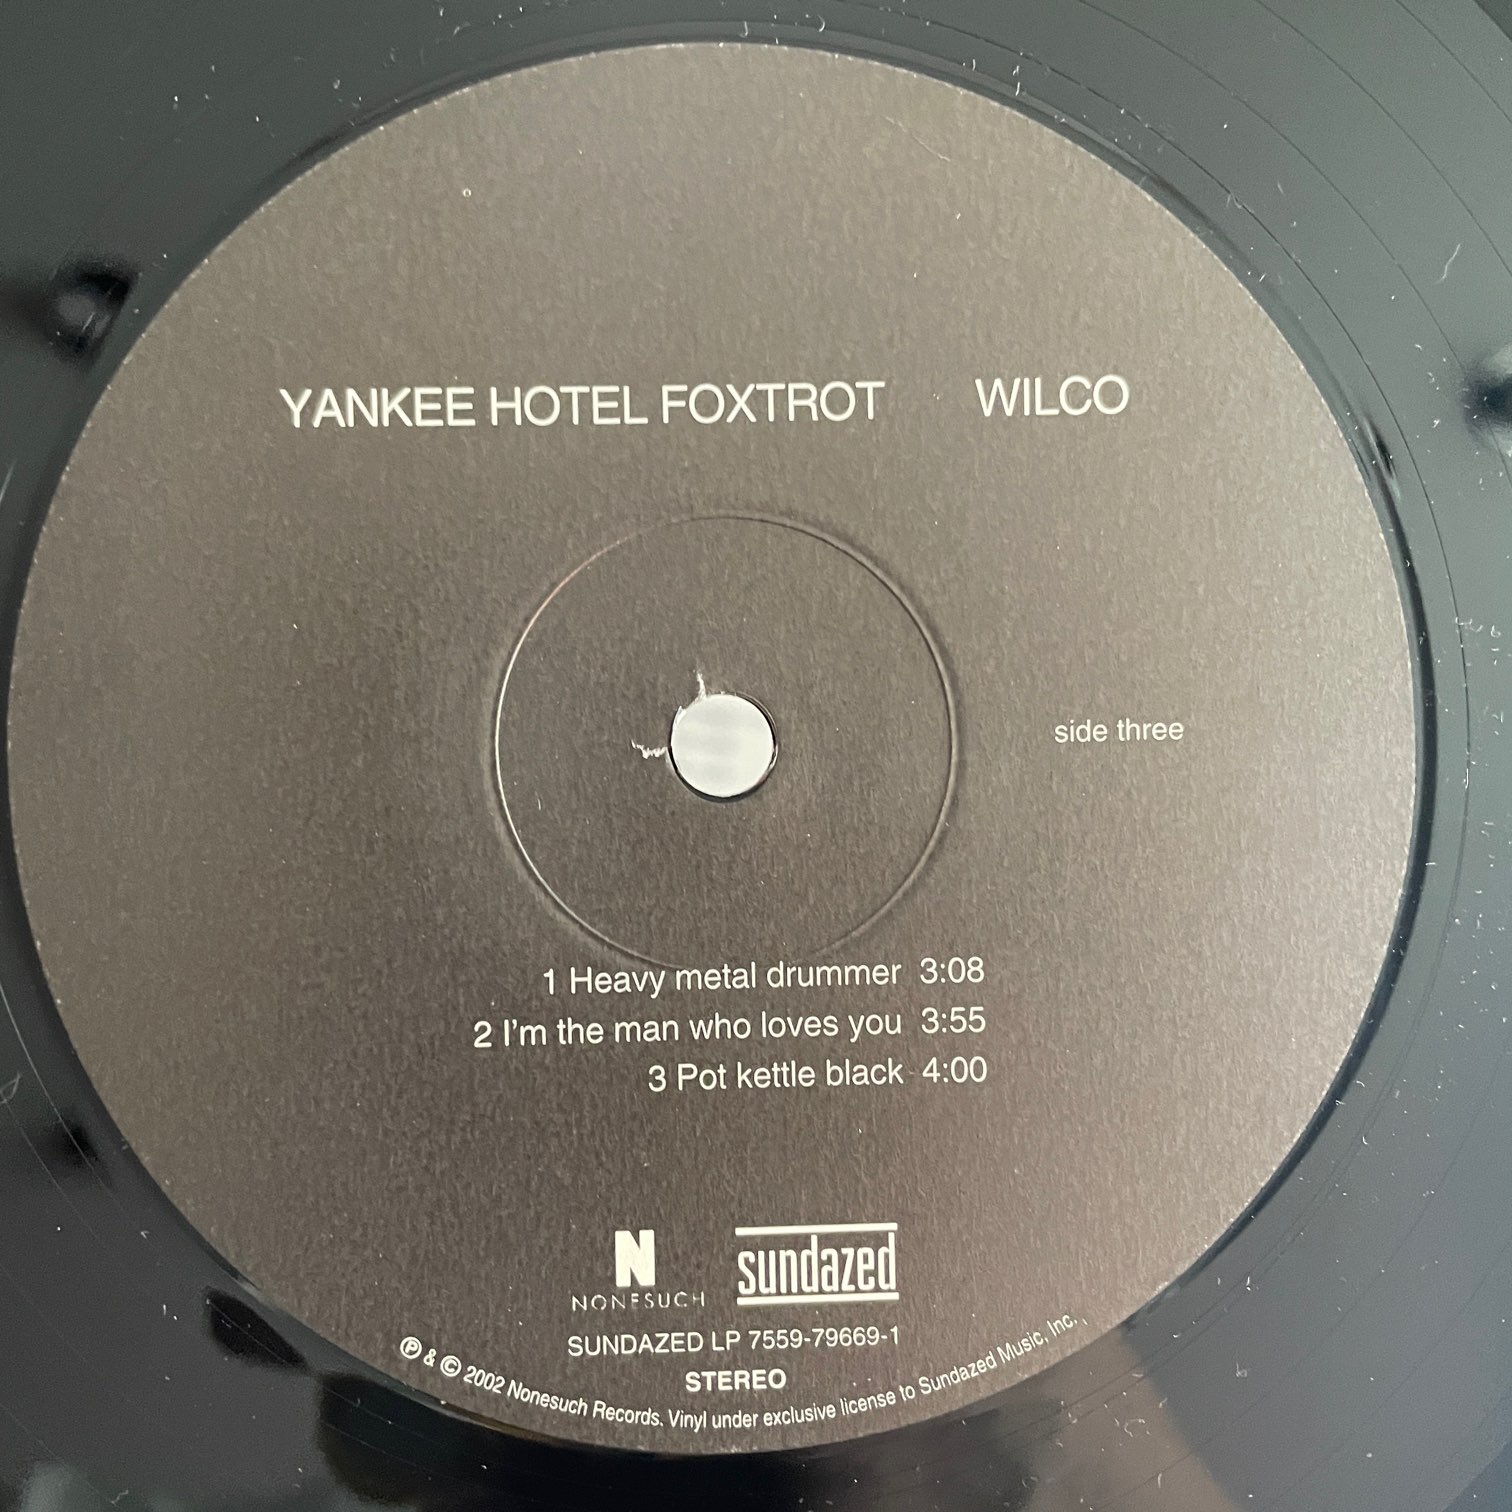 YANKEE HOTEL FOXTROT WILCO
side three
1 Heavy metal drummer 3:08
2 I'm the man who loves you 3:55
3 Pot kettle black 4:00
N
NONESUCH
sundazed
SUNDAZED LP 7559-79669-1
STEREO
℗ & © 2002 Nonesuch Records. Vinyl under exclusive license to Sundazed Music, Inc.